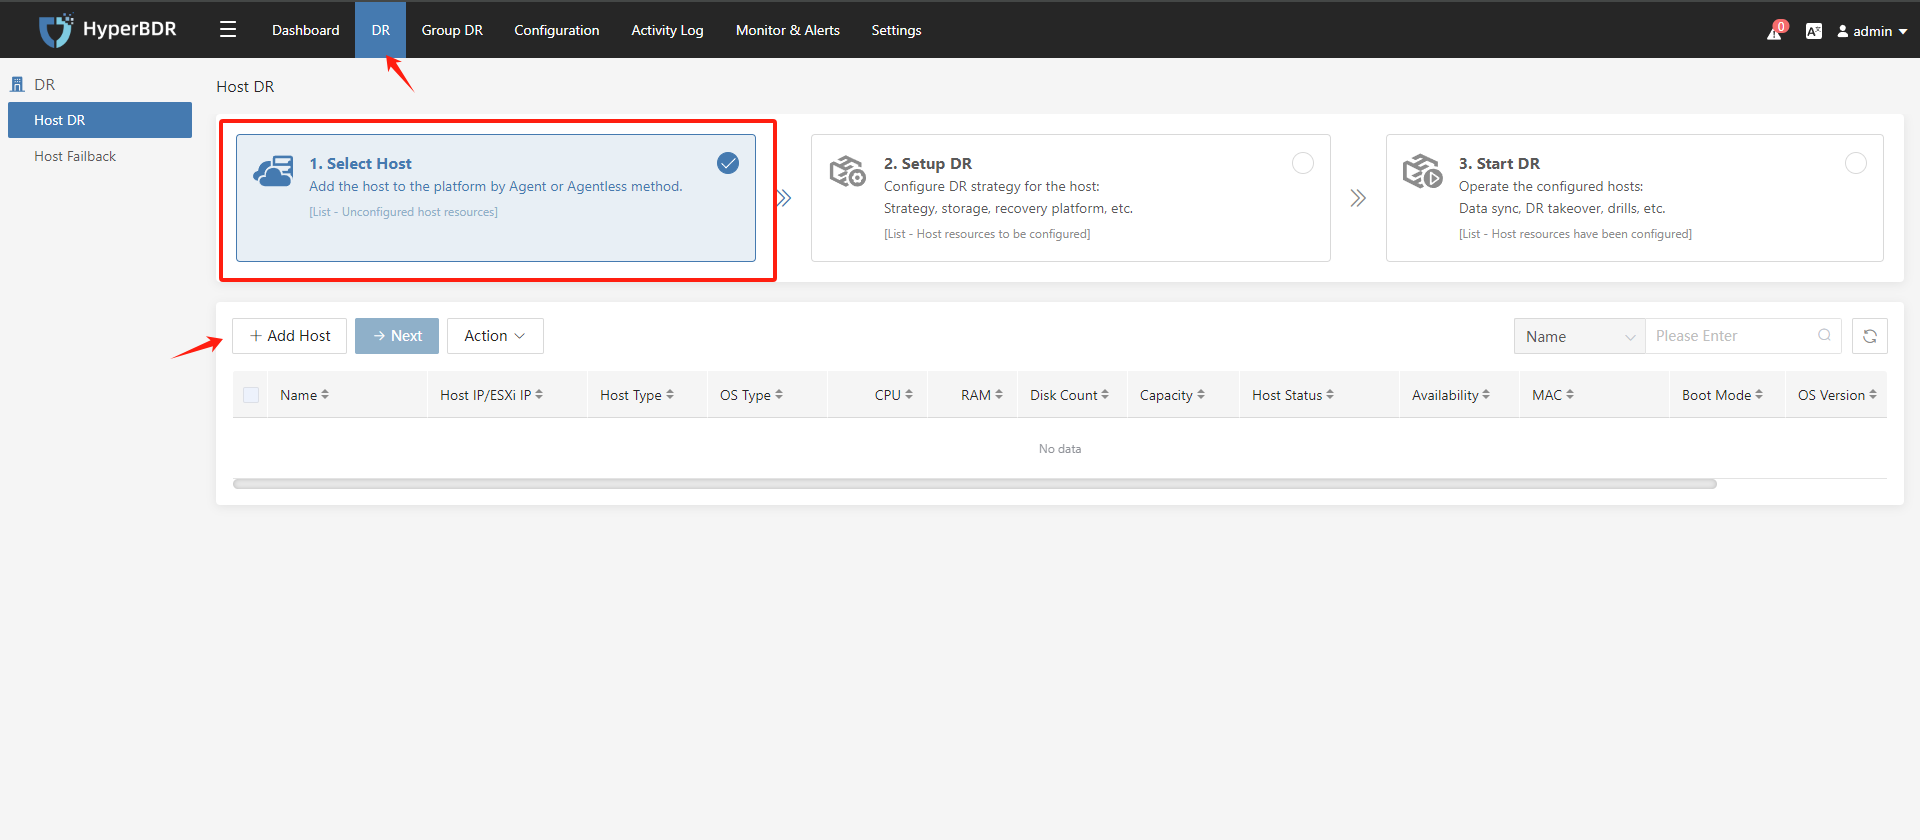 HyperBDR
Dashboard DR Group DR Configuration Activity Log Monitor & Alerts Settings
0 admin
DR
Host DR
Host Failback
Host DR
1. Select Host
Add the host to the platform by Agent or Agentless method.
[List - Unconfigured host resources]
2. Setup DR
Configure DR strategy for the host:
Strategy, storage, recovery platform, etc.
[List - Host resources to be configured]
3. Start DR
Operate the configured hosts:
Data sync, DR takeover, drills, etc.
[List - Host resources have been configured]
+ Add Host → Next Action Name Please Enter
Name Host IP/ESXi IP Host Type OS Type CPU RAM Disk Count Capacity Host Status Availability MAC Boot Mode OS Version
No data